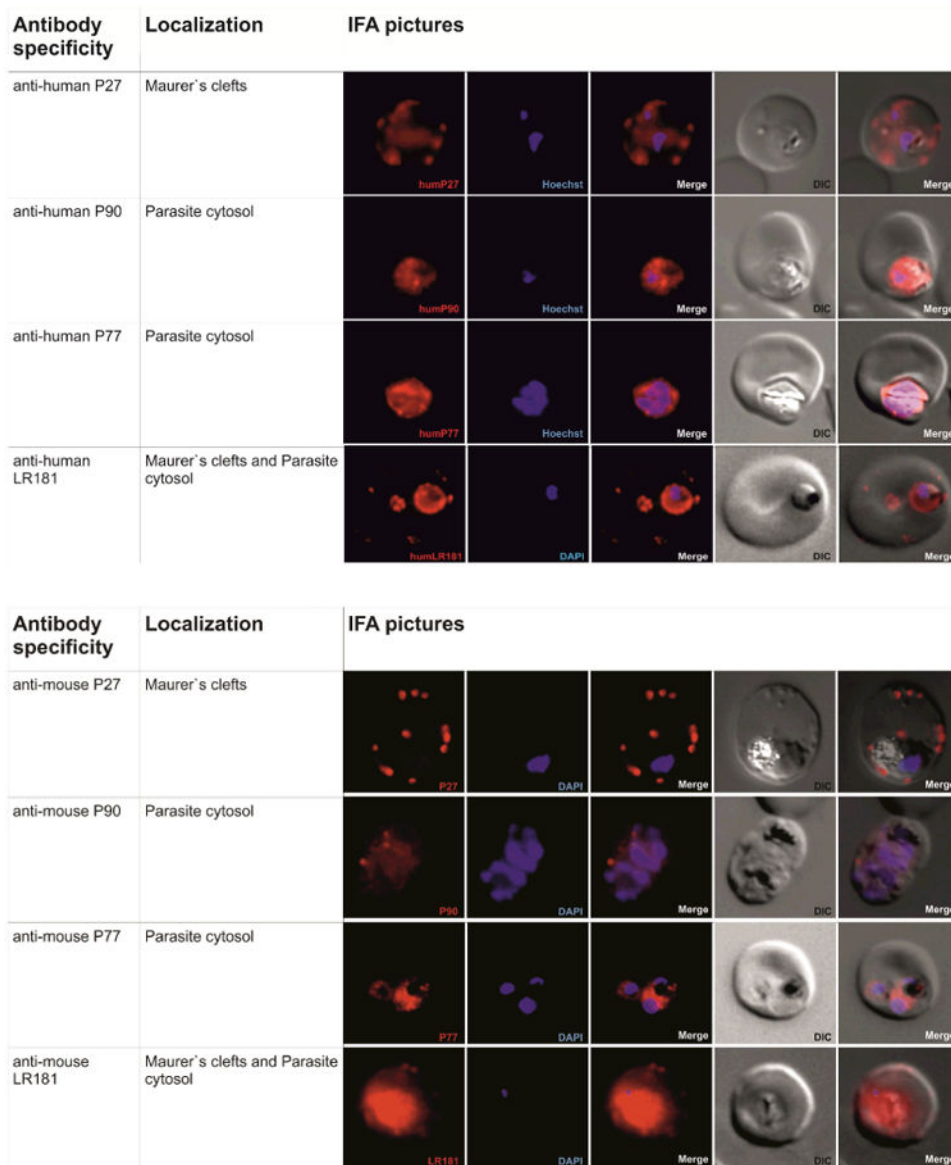 Antibody specificity
Localization
IFA pictures
anti-human P27
Maurer`s clefts
humP27
Hoechst
Merge
DIC
Merge
anti-human P90
Parasite cytosol
humP90
Hoechst
Merge
DIC
Merge
anti-human P77
Parasite cytosol
humP77
Hoechst
Merge
DIC
Merge
anti-human
LR181
Maurer`s clefts and Parasite
cytosol
humLR181
DAPI
Merge
DIC
Merge
Antibody specificity
Localization
IFA pictures
anti-mouse P27
Maurer`s clefts
P27
DAPI
Merge
DIC
Merge
anti-mouse P90
Parasite cytosol
P90
DAPI
Merge
DIC
Merge
anti-mouse P77
Parasite cytosol
P77
DAPI
Merge
DIC
Merge
anti-mouse
LR181
Maurer`s clefts and Parasite
cytosol
LR181
DAPI
Merge
DIC
Merge